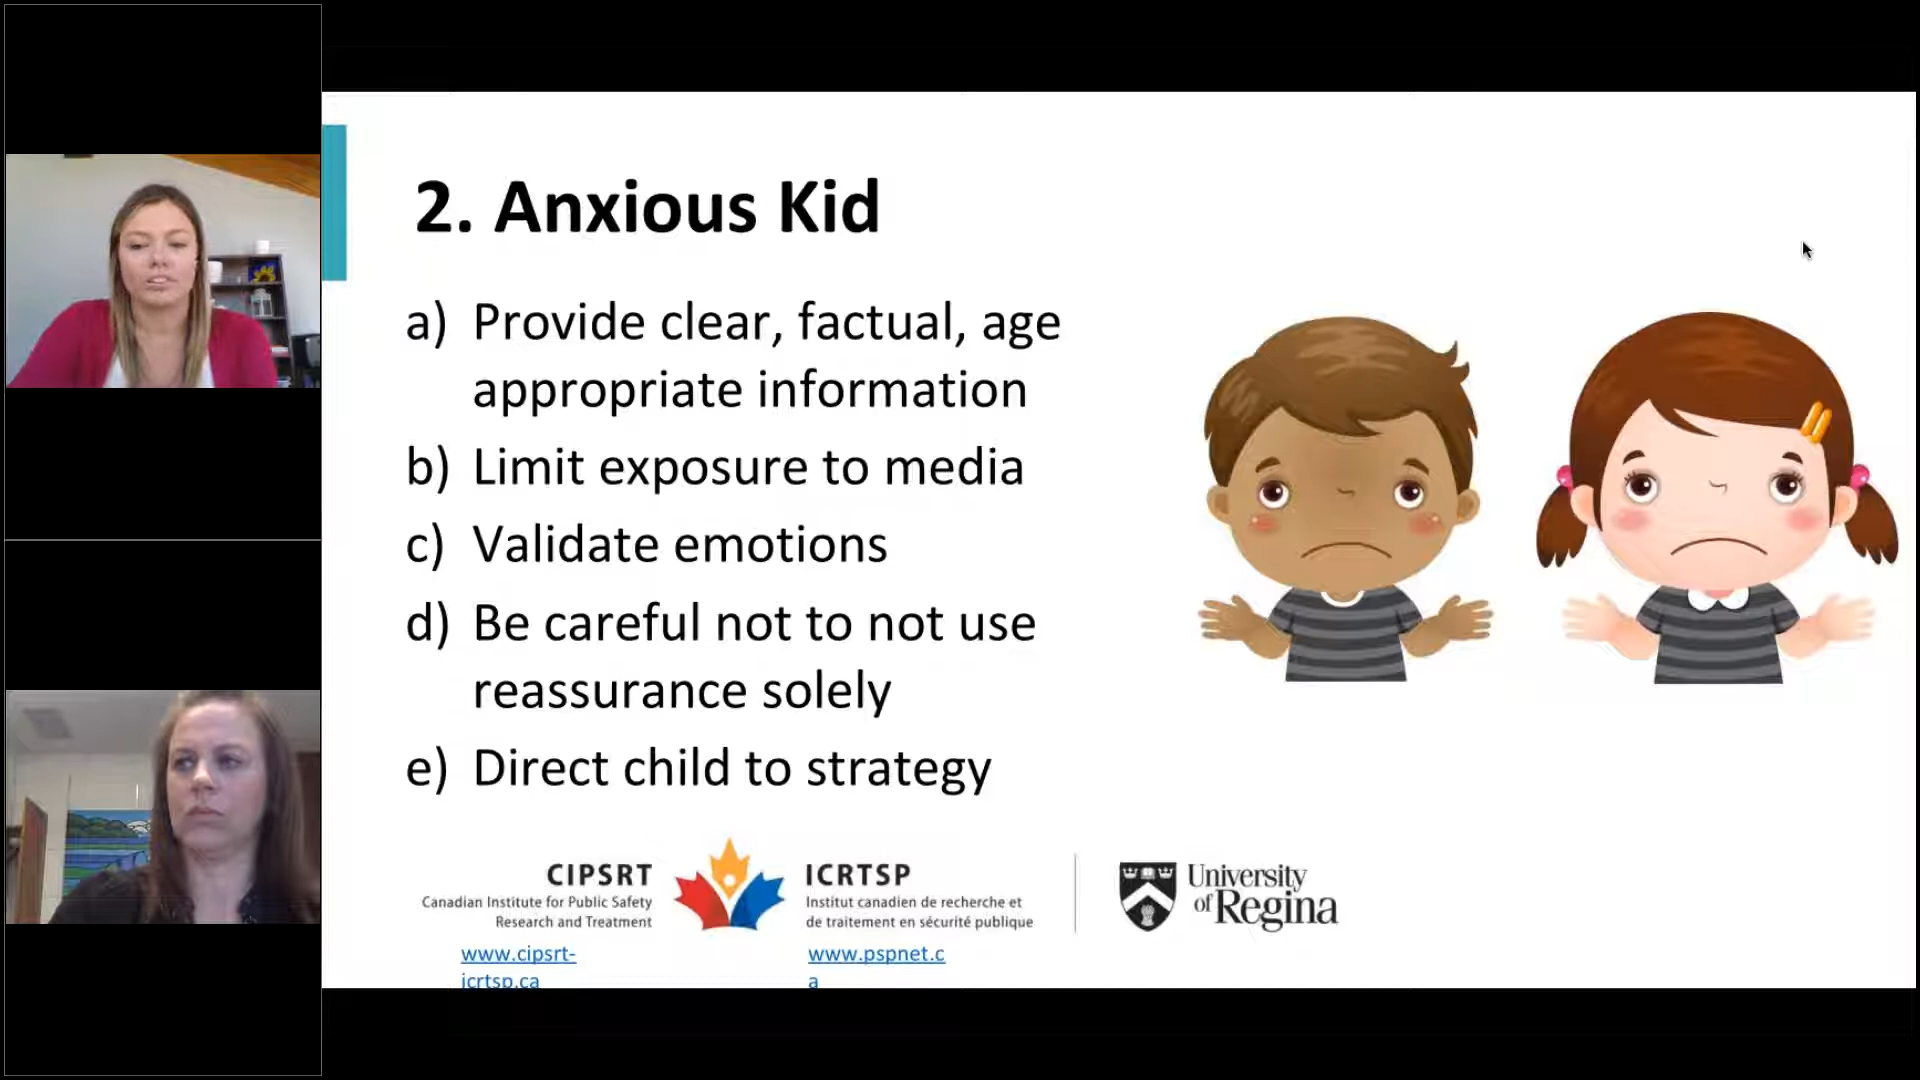 2. Anxious Kid
a) Provide clear, factual, age
appropriate information
b) Limit exposure to media
c) Validate emotions
d) Be careful not to not use
reassurance solely
e) Direct child to strategy
CIPSRT
Canadian Institute for Public Safety
Research and Treatment
ICRTSP
Institut canadien de recherche et
de traitement en sécurité publique
University
of Regina
www.cipsrt-
icrtsp.ca
www.pspnet.c
a